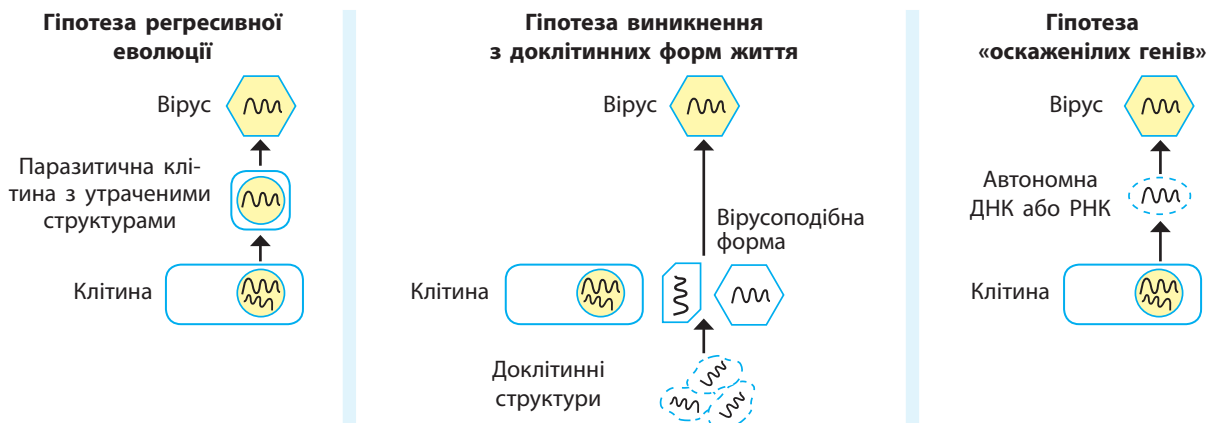 Гіпотеза регресивної
еволюції
Вірус
Паразитична клі-
тина з утраченими
структурами
Клітина
Гіпотеза виникнення
з доклітинних форм життя
Вірус
Вірусоподібна
форма
Клітина
Доклітинні
структури
Гіпотеза
«оскаженілих генів»
Вірус
Автономна
ДНК або РНК
Клітина